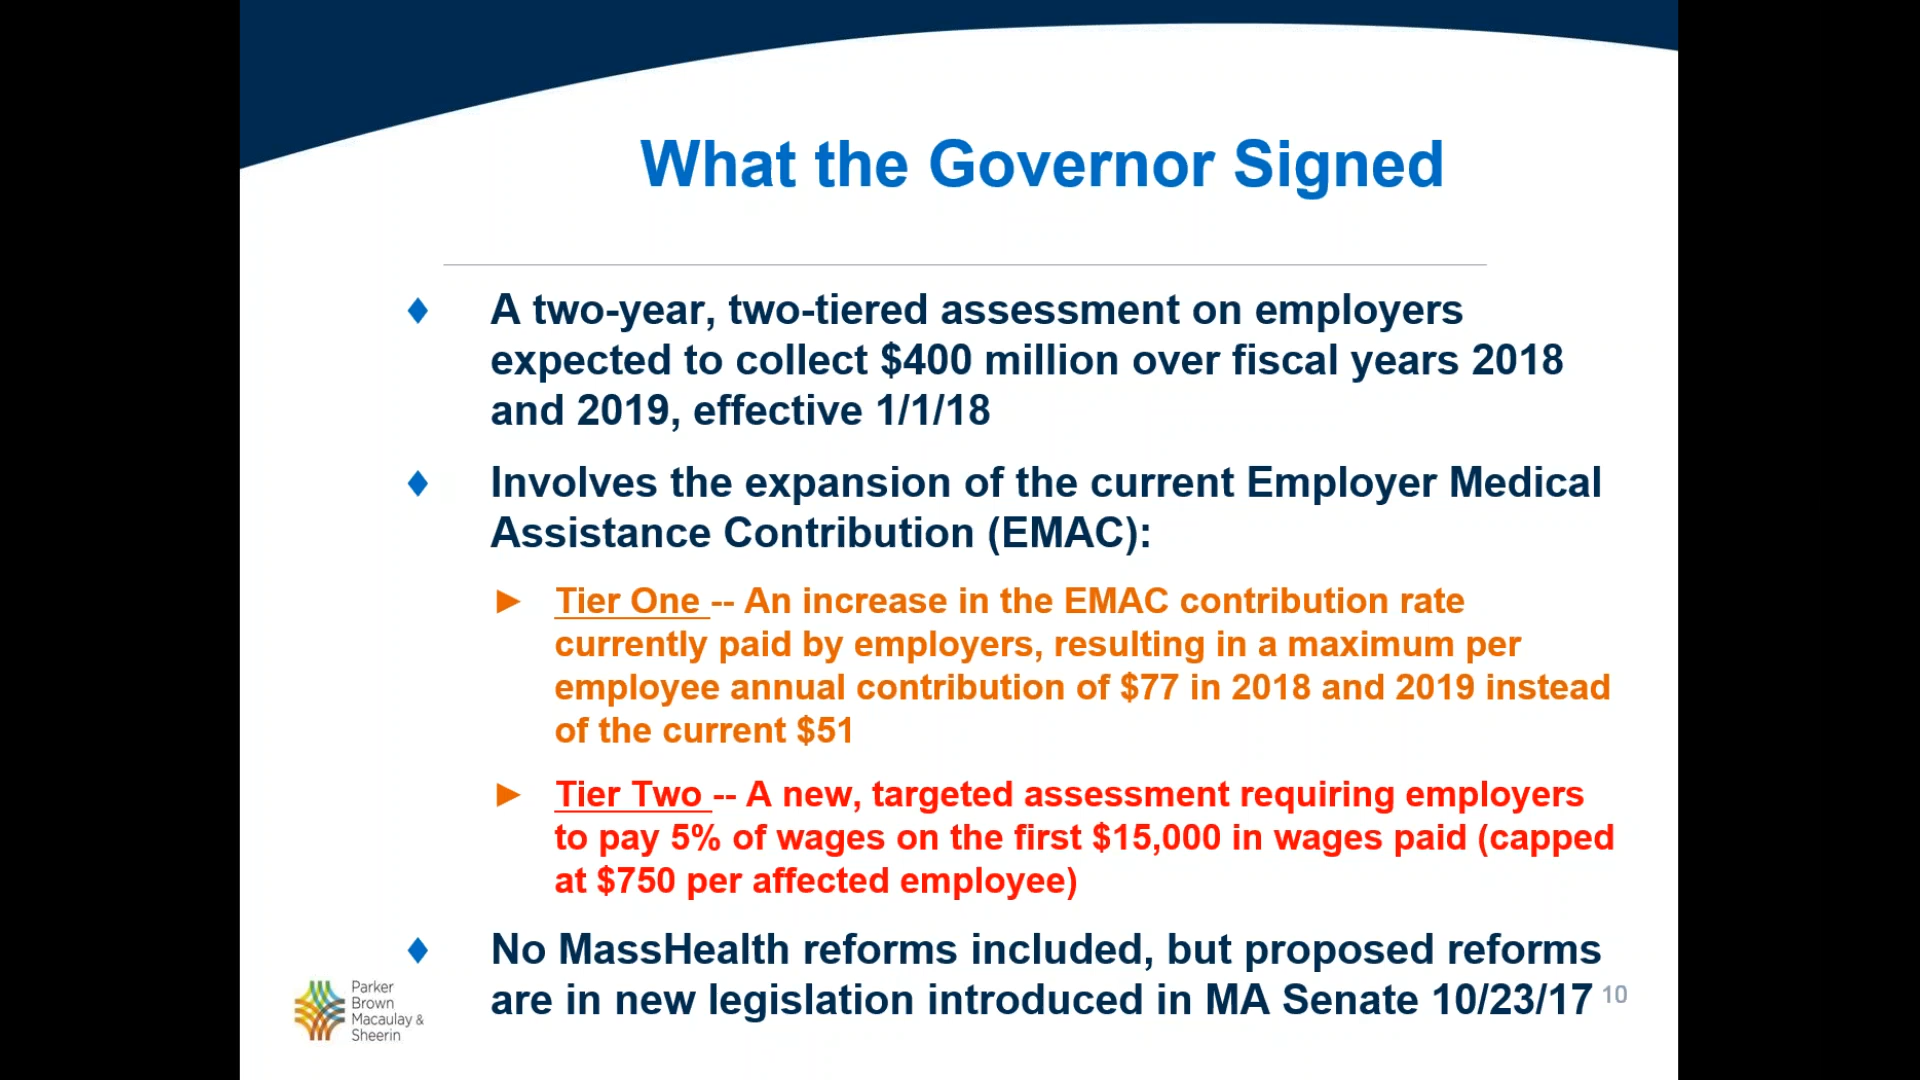 What the Governor Signed
♦ A two-year, two-tiered assessment on employers
expected to collect $400 million over fiscal years 2018
and 2019, effective 1/1/18
♦ Involves the expansion of the current Employer Medical
Assistance Contribution (EMAC):
► Tier One -- An increase in the EMAC contribution rate
currently paid by employers, resulting in a maximum per
employee annual contribution of $77 in 2018 and 2019 instead
of the current $51
► Tier Two -- A new, targeted assessment requiring employers
to pay 5% of wages on the first $15,000 in wages paid (capped
at $750 per affected employee)
♦ No MassHealth reforms included, but proposed reforms
are in new legislation introduced in MA Senate 10/23/17
10
Parker
Brown
Macaulay &
Sheerin